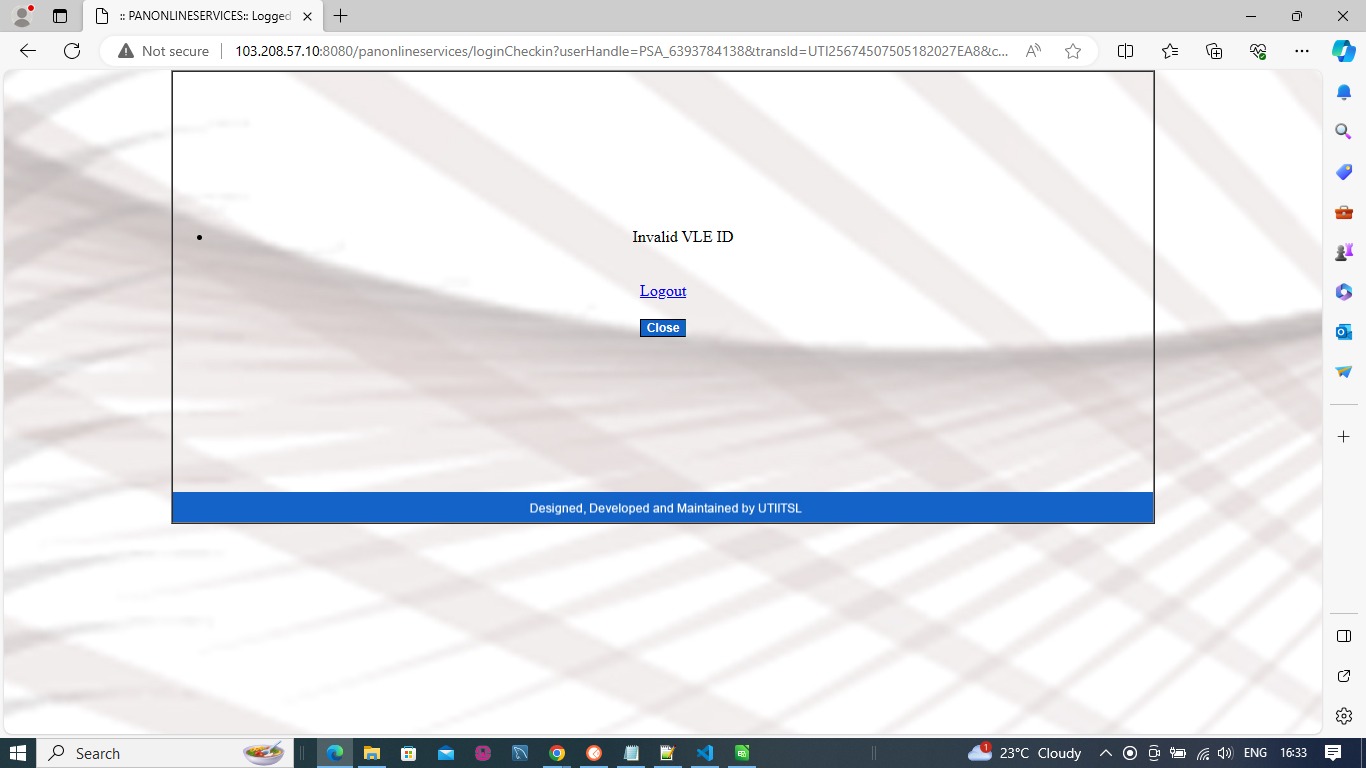 :: PANONLINESERVICES:: Logged
Not secure
103.208.57.10:8080/panonlineservices/loginCheckin?userHandle=PSA_6393784138&transId=UTI25674507505182027EA8&c...
Invalid VLE ID
Logout
Close
Designed, Developed and Maintained by UTIITSL
Search
1
23°C Cloudy
ENG
16:33